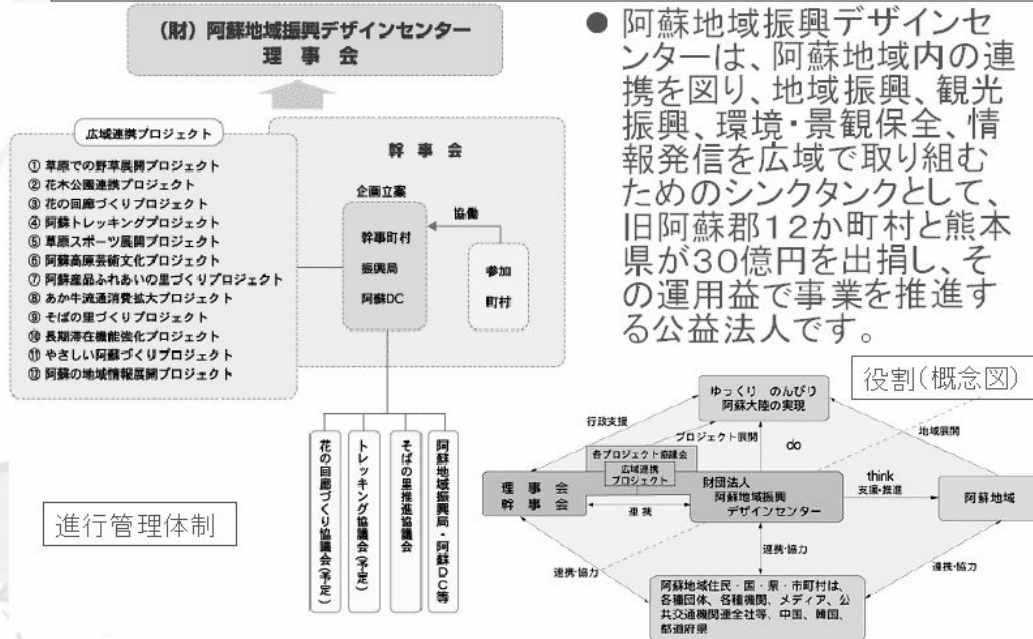 (財)阿蘇地域振興デザインセンター
理 事 会
広域連携プロジェクト
① 草原での野草展開プロジェクト
② 花木公園連携プロジェクト
③ 花の回廊づくりプロジェクト
④ 阿蘇トレッキングプロジェクト
⑤ 草原スポーツ展開プロジェクト
⑥ 阿蘇高原芸術文化プロジェクト
⑦ 阿蘇産品ふれあいの里づくりプロジェクト
⑧ あか牛流通消費拡大プロジェクト
⑨ そばの里づくりプロジェクト
⑩ 長期滞在機能強化プロジェクト
⑪ やさしい阿蘇づくりプロジェクト
⑫ 阿蘇の地域情報展開プロジェクト
幹 事 会
企画立案
幹事町村
振興局
阿蘇DC
協働
参加
町村
花の回廊づくり協議会(予定)
トレッキング協議会(予定)
そばの里推進協議会
阿蘇地域振興局・阿蘇DC等
進行管理体制
● 阿蘇地域振興デザインセ
ンターは、阿蘇地域内の連
携を図り、地域振興、観光
振興、環境・景観保全、情
報発信を広域で取り組む
ためのシンクタンクとして、
旧阿蘇郡12か町村と熊本
県が30億円を出捐し、そ
の運用益で事業を推進す
る公益法人です。
役割(概念図)
ゆっくり のんびり
阿蘇大陸の実現
行政支援
プロジェクト展開
do
地域展開
各プロジェクト協議会
広域連携
プロジェクト
理 事 会
幹 事 会
連 携
財団法人
阿蘇地域振興
デザインセンター
think
支援・推進
阿蘇地域
連携・協力
連携・協力
連携・協力
阿蘇地域住民・国・県・市町村は、
各種団体、各種機関、メディア、公
共交通機関連全社等、中国、韓国、
都道府県